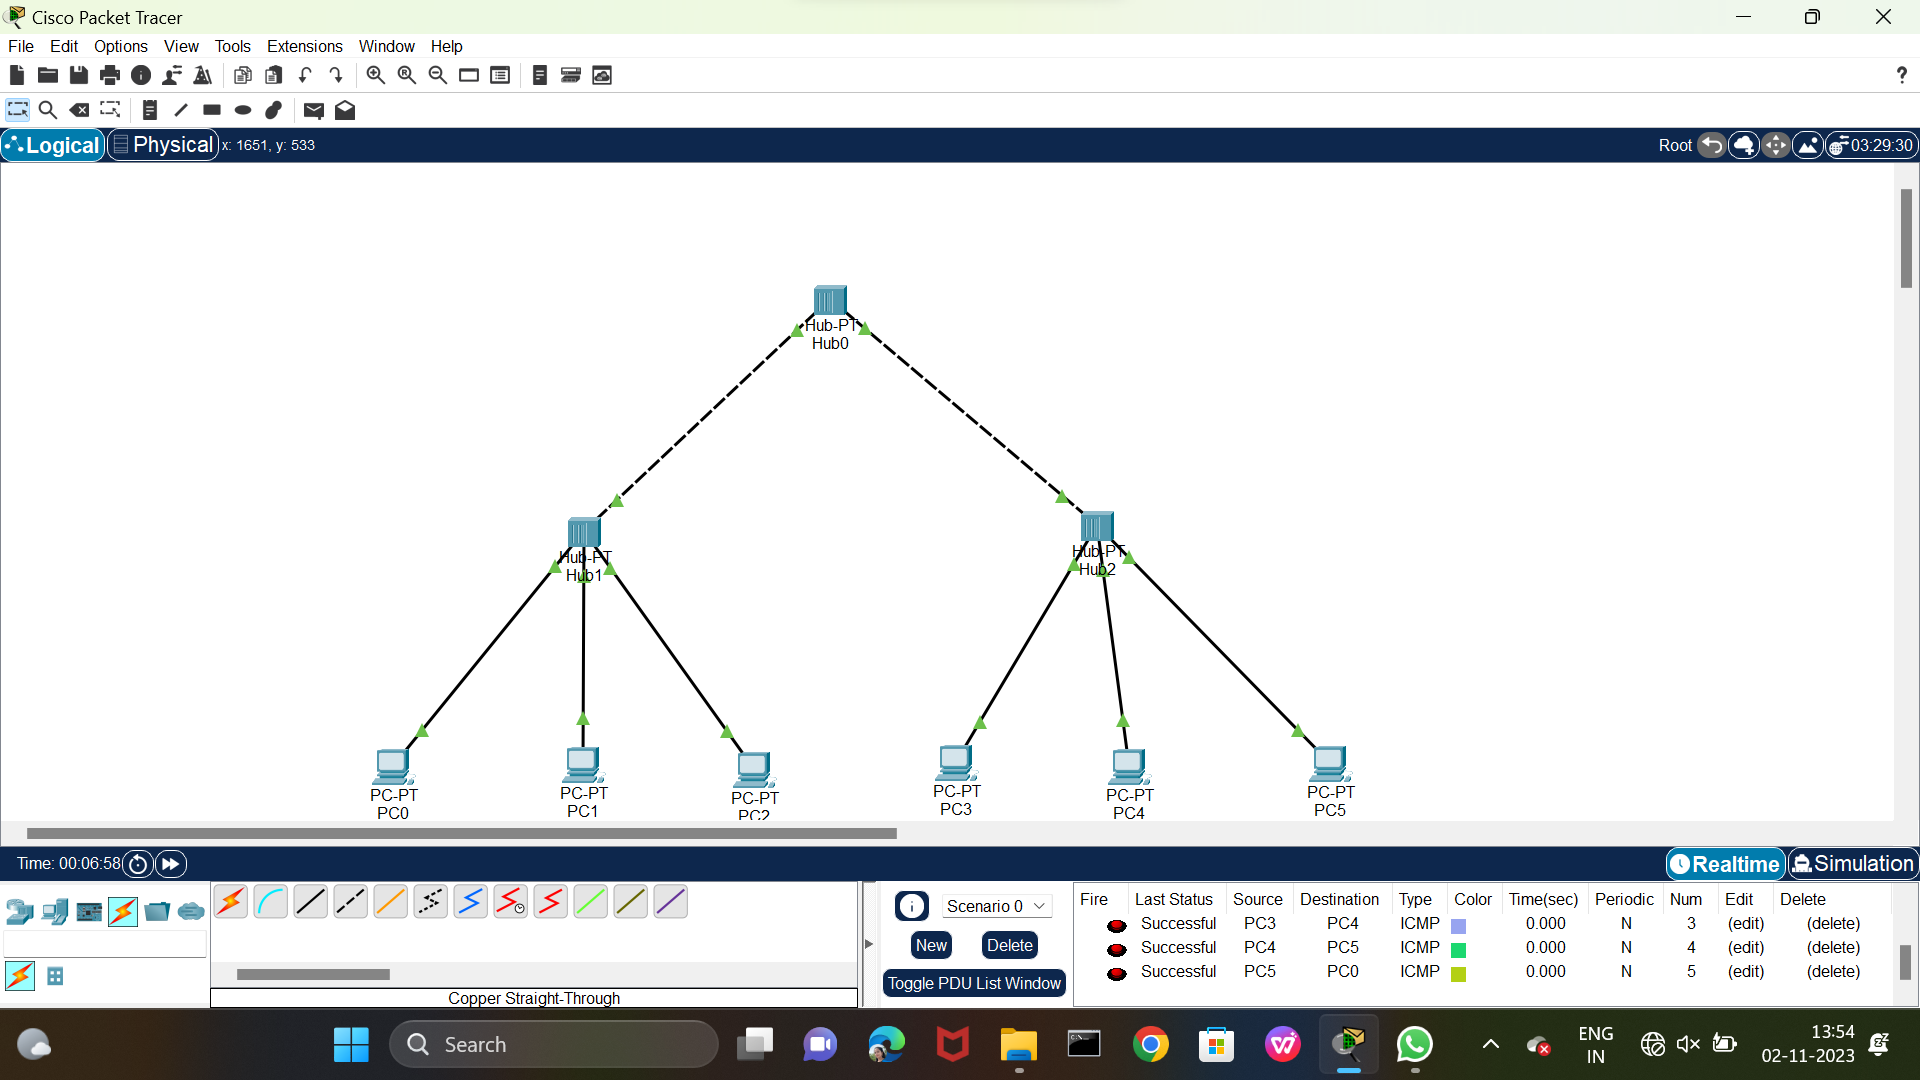 Cisco Packet Tracer
File Edit Options View Tools Extensions Window Help
?
Logical Physical x: 1651, y: 533 Root 03:29:30
Hub-PT
Hub0
Hub-PT
Hub1
Hub-PT
Hub2
PC-PT
PC0
PC-PT
PC1
PC-PT
PC2
PC-PT
PC3
PC-PT
PC4
PC-PT
PC5
Time: 00:06:58 Realtime Simulation
Copper Straight-Through
Scenario 0
New Delete
Toggle PDU List Window
Fire Last Status Source Destination Type Color Time(sec) Periodic Num Edit Delete
Successful PC3 PC4 ICMP 0.000 N 3 (edit) (delete)
Successful PC4 PC5 ICMP 0.000 N 4 (edit) (delete)
Successful PC5 PC0 ICMP 0.000 N 5 (edit) (delete)
Search
ENG
IN
13:54
02-11-2023